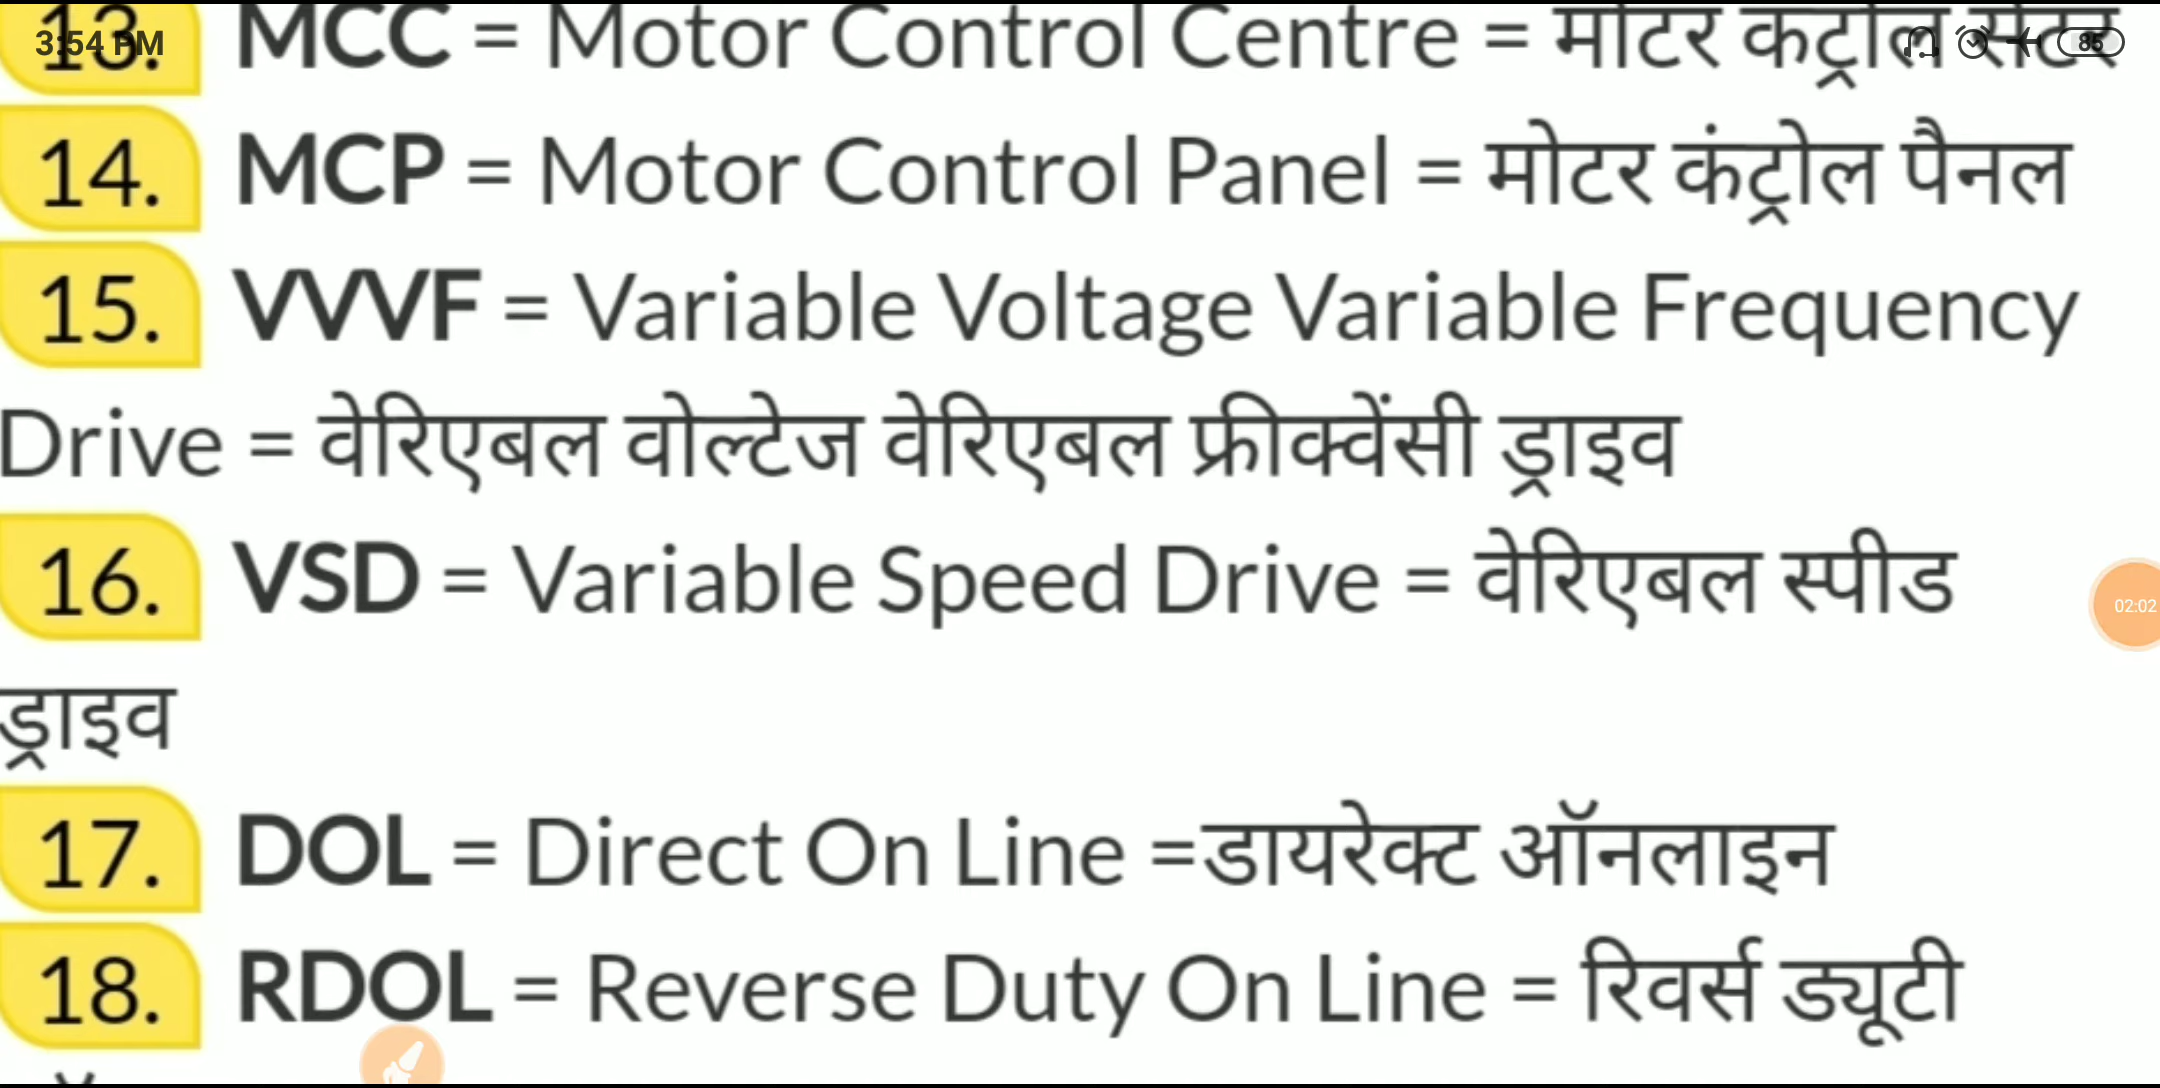 3:54 PM
85
13. MCC = Motor Control Centre = मोटर कंट्रोल सेंटर
14. MCP = Motor Control Panel = मोटर कंट्रोल पैनल
15. VVVF = Variable Voltage Variable Frequency
Drive = वेरिएबल वोल्टेज वेरिएबल फ्रीक्वेंसी ड्राइव
16. VSD = Variable Speed Drive = वेरिएबल स्पीड
02:02
ड्राइव
17. DOL = Direct On Line =डायरेक्ट ऑनलाइन
18. RDOL = Reverse Duty On Line = रिवर्स ड्यूटी